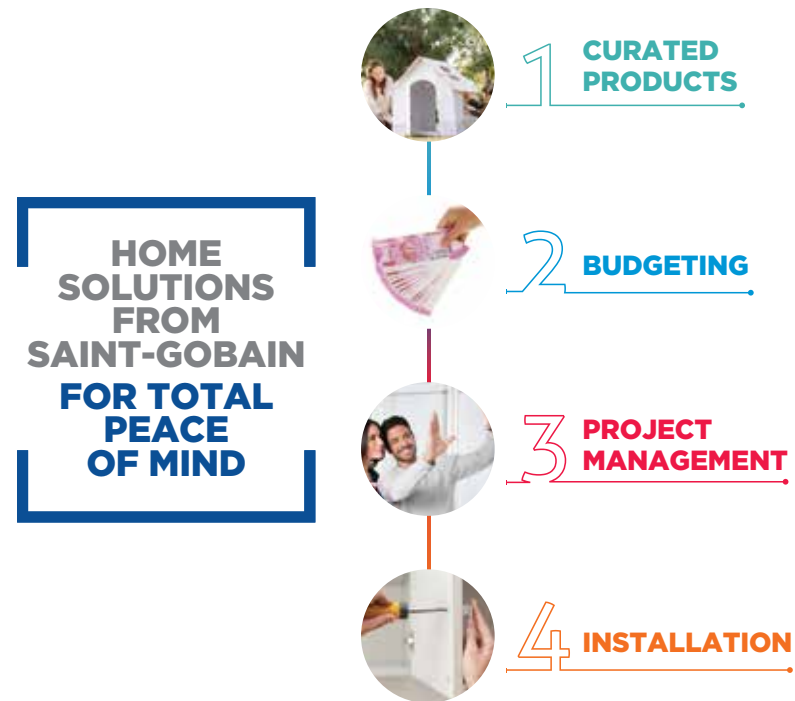 HOME
SOLUTIONS
FROM
SAINT-GOBAIN
FOR TOTAL
PEACE
OF MIND
1
CURATED
PRODUCTS
2
BUDGETING
3
PROJECT
MANAGEMENT
4
INSTALLATION